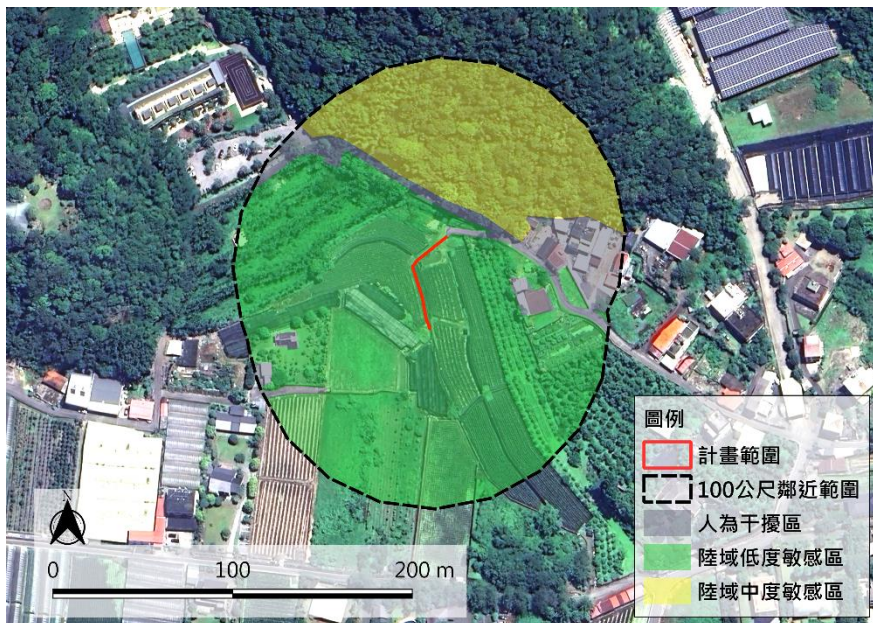 圖例
計畫範圍
100公尺鄰近範圍
人為干擾區
陸域低度敏感區
陸域中度敏感區
0 100 200 m